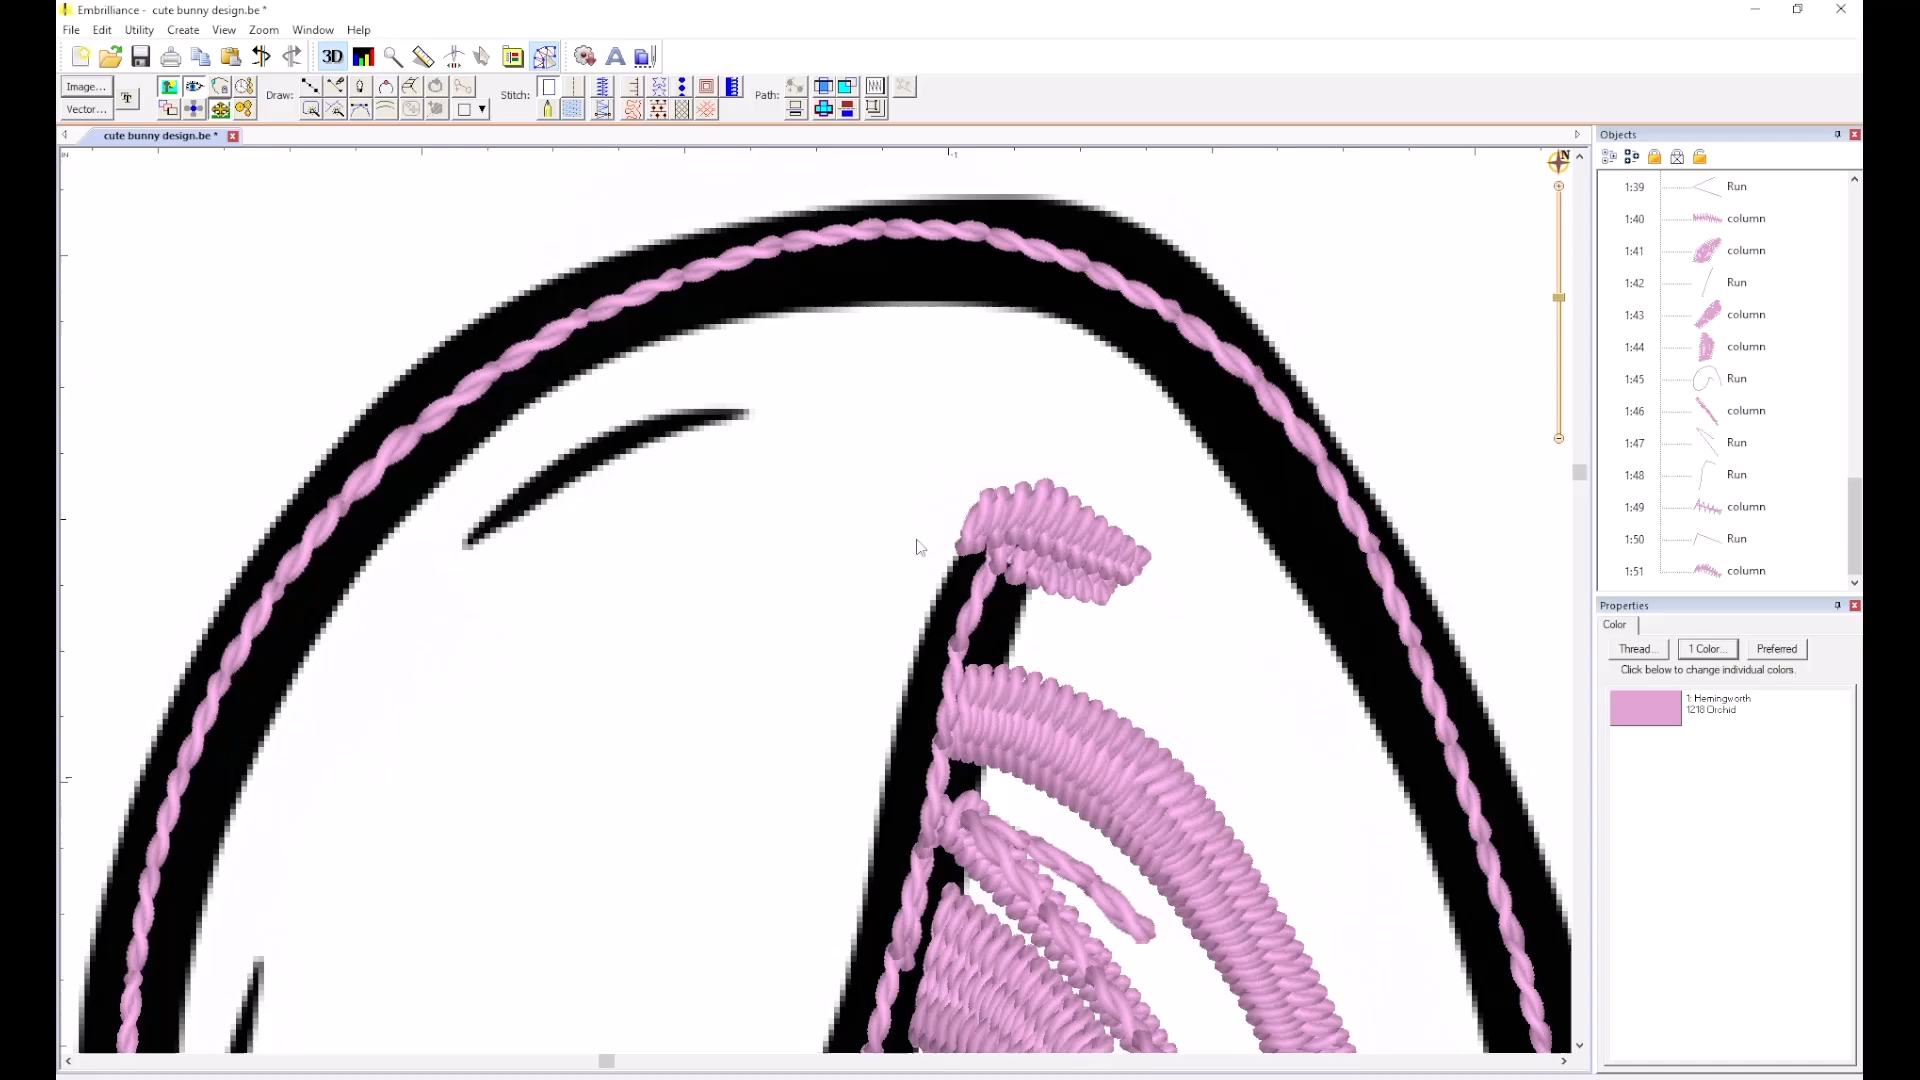 Embrilliance - cute bunny design.be *
File Edit Utility Create View Zoom Window Help
3D
Image...
Vector...
T
Draw:
Stitch:
Path:
cute bunny design.be *
IN
-1
N
Objects
1:39 Run
1:40 column
1:41 column
1:42 Run
1:43 column
1:44 column
1:45 Run
1:46 column
1:47 Run
1:48 Run
1:49 column
1:50 Run
1:51 column
Properties
Color
Thread... 1 Color... Preferred
Click below to change individual colors.
1: Hemingworth
1218 Orchid